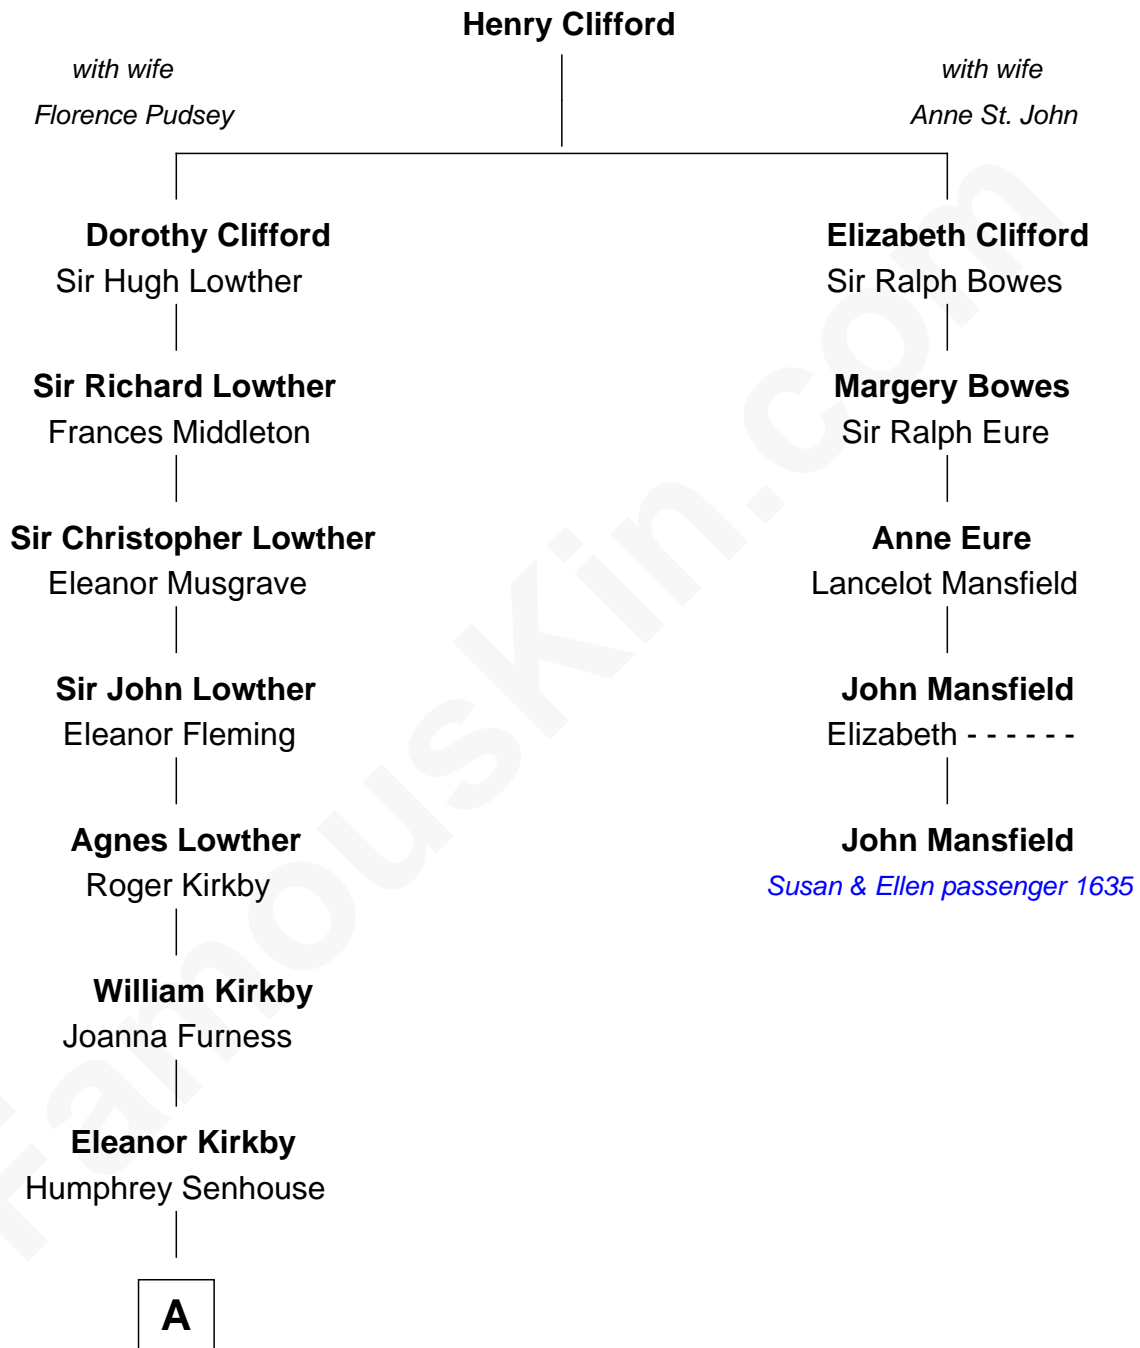 Henry Clifford
with wife
Florence Pudsey
with wife
Anne St. John
Dorothy Clifford
Sir Hugh Lowther
Sir Richard Lowther
Frances Middleton
Sir Christopher Lowther
Eleanor Musgrave
Sir John Lowther
Eleanor Fleming
Agnes Lowther
Roger Kirkby
William Kirkby
Joanna Furness
Eleanor Kirkby
Humphrey Senhouse
A
Elizabeth Clifford
Sir Ralph Bowes
Margery Bowes
Sir Ralph Eure
Anne Eure
Lancelot Mansfield
John Mansfield
Elizabeth - - - - - -
John Mansfield
Susan & Ellen passenger 1635
FamousKin.com